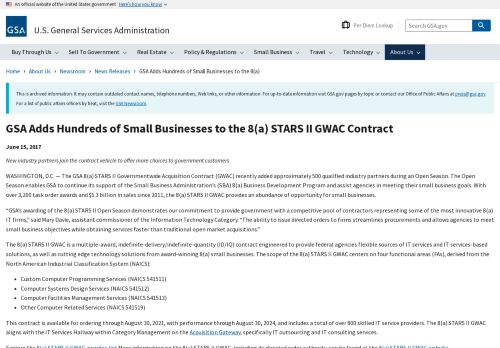 An official website of the United States government Here's how you know
GSA
U.S. General Services Administration
Per Diem Lookup
Search GSA.gov
Buy Through Us
Sell To Government
Real Estate
Policy & Regulations
Small Business
Travel
Technology
About Us
Home › About Us › Newsroom › News Releases › GSA Adds Hundreds of Small Businesses to the 8(a)
This is archived information. It may contain outdated contact names, telephone numbers, Web links, or other information. For up-to-date information visit GSA.gov pages by topic or contact our Office of Public Affairs at press@gsa.gov.
For a list of public affairs officers by beat, visit the GSA Newsroom.
GSA Adds Hundreds of Small Businesses to the 8(a) STARS II GWAC Contract
June 15, 2017
New industry partners join the contract vehicle to offer more choices to government customers
WASHINGTON, D.C. — The GSA 8(a) STARS II Governmentwide Acquisition Contract (GWAC) recently added approximately 500 qualified industry partners during an Open Season. The Open
Season enables GSA to continue its support of the Small Business Administration's (SBA) 8(a) Business Development Program and assist agencies in meeting their small business goals. With
over 3,200 task order awards and $5.3 billion in sales since 2011, the 8(a) STARS II GWAC provides an abundance of opportunity for small businesses.
"GSA's awarding of the 8(a) STARS II Open Season demonstrates our commitment to provide government with a competitive pool of contractors representing some of the most innovative 8(a)
IT firms," said Mary Davie, assistant commissioner of the Information Technology Category. "The ability to issue directed orders to firms streamlines procurements and allows agencies to meet
small business objectives while obtaining services faster than traditional open market acquisitions."
The 8(a) STARS II GWAC is a multiple-award, indefinite-delivery/indefinite-quantity (ID/IQ) contract engineered to provide federal agencies flexible sources of IT services and IT services-based
solutions, as well as cutting edge technology solutions from award-winning 8(a) small businesses. The scope of the 8(a) STARS II GWAC centers on four functional areas (FAs), derived from the
North American Industrial Classification System (NAICS):
• Custom Computer Programming Services (NAICS 541511)
• Computer Systems Design Services (NAICS 541512)
• Computer Facilities Management Services (NAICS 541513)
• Other Computer Related Services (NAICS 541519)
This contract is available for ordering through August 30, 2021, with performance through August 30, 2024, and includes a total of over 800 skilled IT service providers. The 8(a) STARS II GWAC
aligns with the IT Services Hallway within Category Management on the Acquisition Gateway, specifically IT outsourcing and IT consulting services.